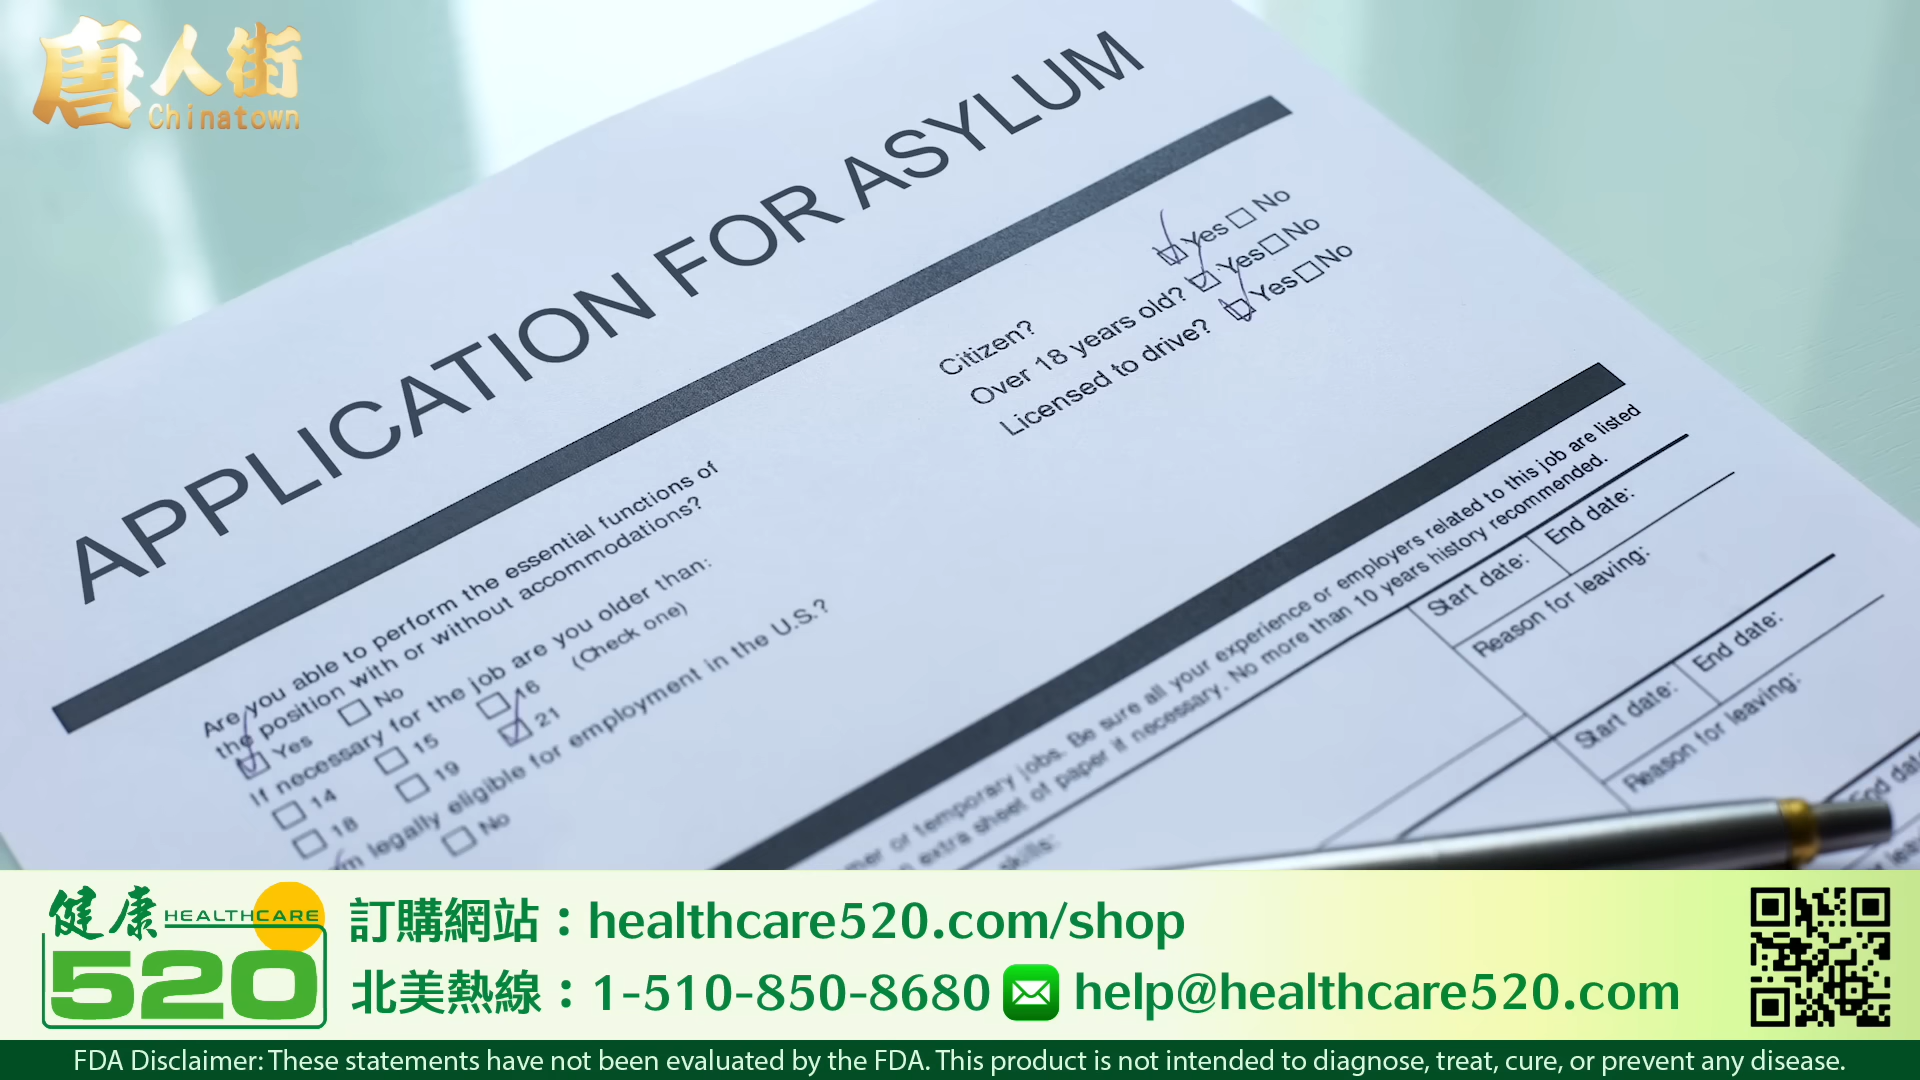 唐人街
Chinatown
APPLICATION FOR ASYLUM
Citizen?
Yes No
Over 18 years old? Yes No
Licensed to drive? Yes No
Are you able to perform the essential functions of
the position with or without accommodations?
Yes No
If necessary for the job are you older than:
(Check one)
14 15 16
18 19 21
legally eligible for employment in the U.S.?
No
or temporary jobs. Be sure all your experience or employers related to this job are listed
extra sheet of paper if necessary. No more than 10 years history recommended.
skills:
Start date: End date:
Reason for leaving:
Start date: End date:
Reason for leaving:
End date
健康 HEALTHCARE
520
訂購網站：healthcare520.com/shop
北美熱線：1-510-850-8680 help@healthcare520.com
FDA Disclaimer: These statements have not been evaluated by the FDA. This product is not intended to diagnose, treat, cure, or prevent any disease.